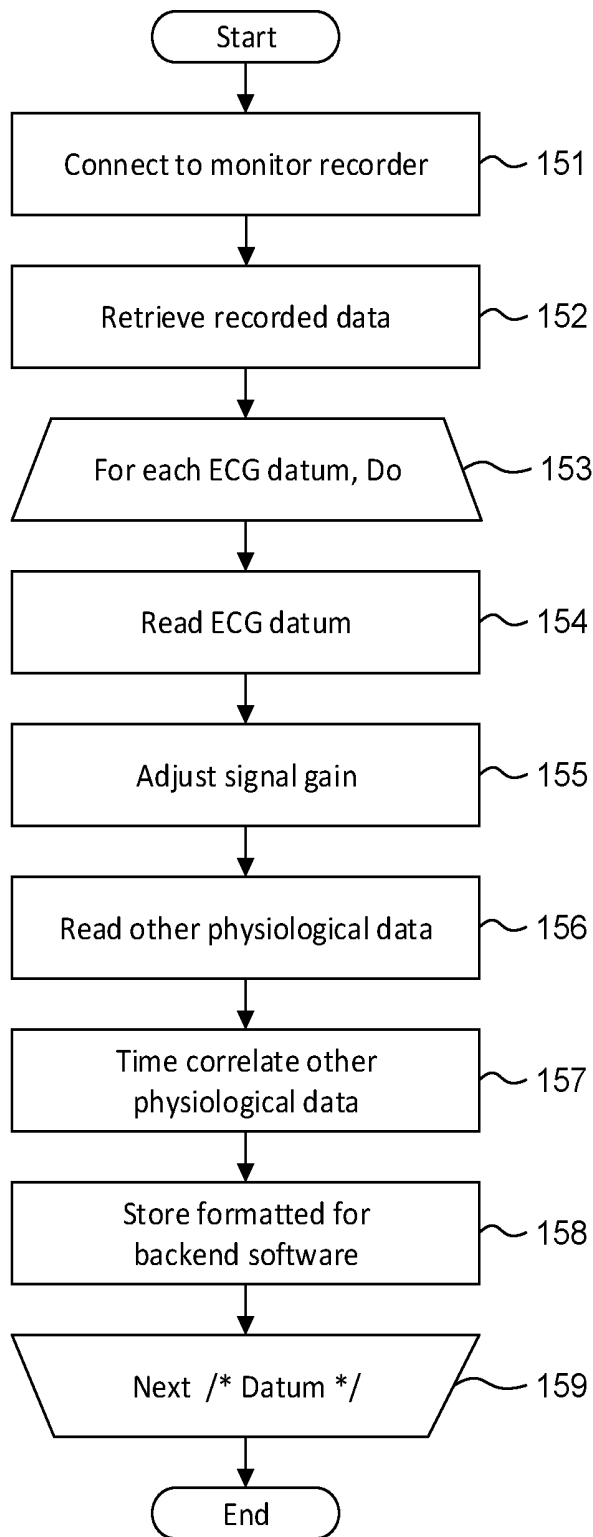 Start
Connect to monitor recorder
151
Retrieve recorded data
152
For each ECG datum, Do
153
Read ECG datum
154
Adjust signal gain
155
Read other physiological data
156
Time correlate other
physiological data
157
Store formatted for
backend software
158
Next /* Datum */
159
End